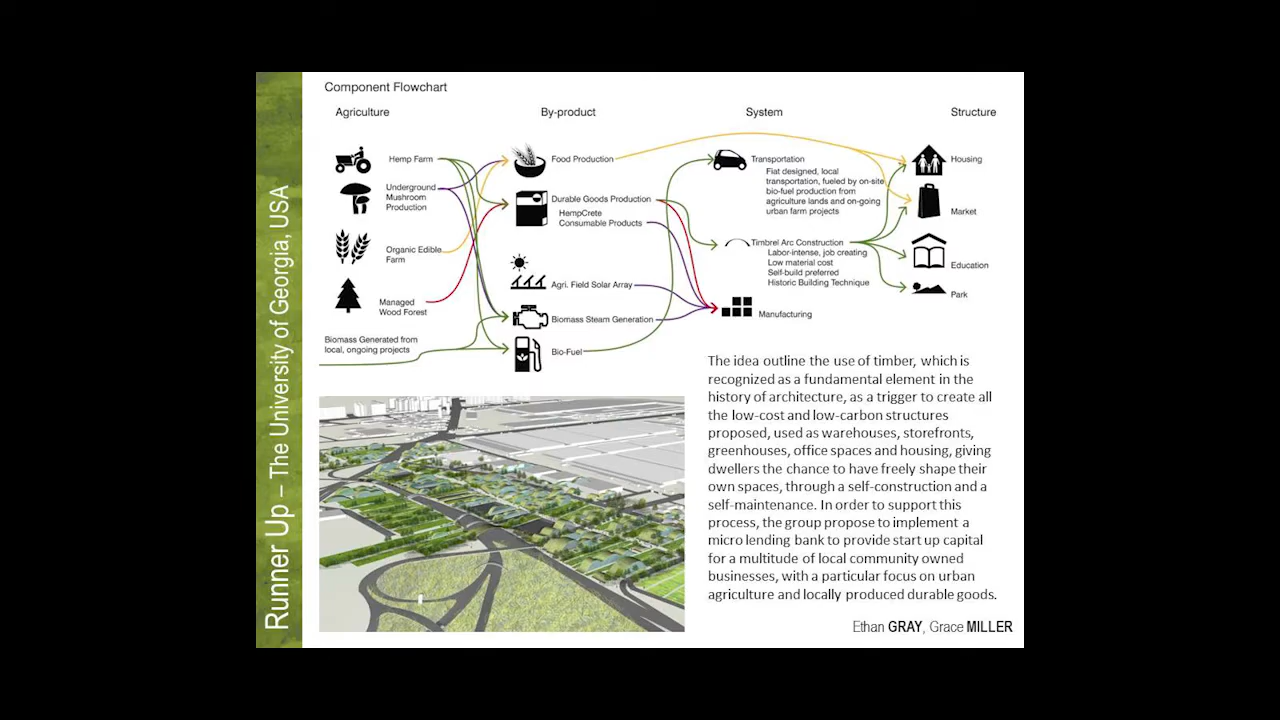 Runner Up – The University of Georgia, USA
Component Flowchart
Agriculture
By-product
System
Structure
Hemp Farm
Underground
Mushroom
Production
Organic Edible
Farm
Managed
Wood Forest
Biomass Generated from
local, ongoing projects
Food Production
Durable Goods Production
HempCrete
Consumable Products
Agri. Field Solar Array
Biomass Steam Generation
Bio-Fuel
Transportation
Fiat designed, local
transportation, fueled by on-site
bio-fuel production from
agriculture lands and on-going
urban farm projects
Timbrel Arc Construction
Labor-intense, job creating
Low material cost
Self-build preferred
Historic Building Technique
Manufacturing
Housing
Market
Education
Park
The idea outline the use of timber, which is
recognized as a fundamental element in the
history of architecture, as a trigger to create all
the low-cost and low-carbon structures
proposed, used as warehouses, storefronts,
greenhouses, office spaces and housing, giving
dwellers the chance to have freely shape their
own spaces, through a self-construction and a
self-maintenance. In order to support this
process, the group propose to implement a
micro lending bank to provide start up capital
for a multitude of local community owned
businesses, with a particular focus on urban
agriculture and locally produced durable goods.
Ethan GRAY, Grace MILLER